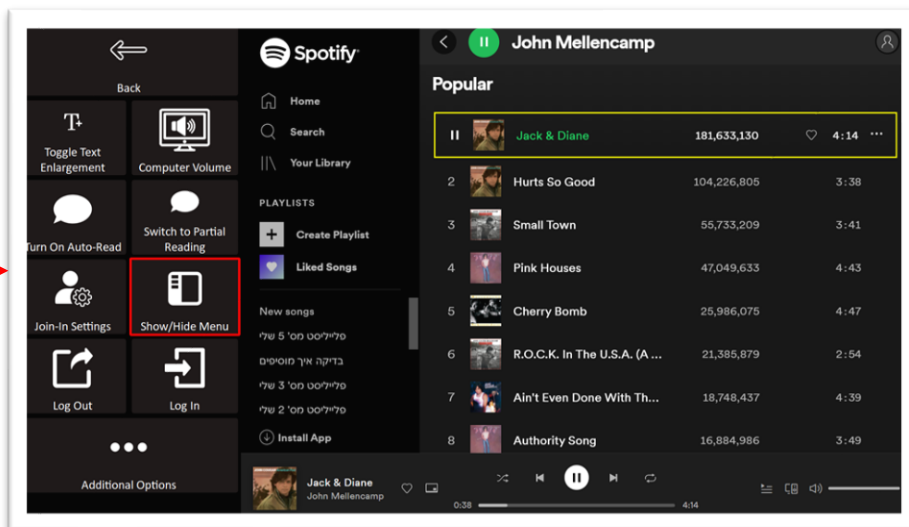 Back
Toggle Text
Enlargement
Computer Volume
Turn On Auto-Read
Switch to Partial
Reading
Join-In Settings
Show/Hide Menu
Log Out
Log In
Additional Options
Spotify
Home
Search
Your Library
PLAYLISTS
Create Playlist
Liked Songs
New songs
פלייליסט מס' 5 שלי
בדיקה איך מוסיפים
פלייליסט מס' 3 שלי
פלייליסט מס' 2 שלי
Install App
John Mellencamp
Popular
Jack & Diane 181,633,130 4:14
2 Hurts So Good 104,226,805 3:38
3 Small Town 55,733,209 3:41
4 Pink Houses 47,049,633 4:43
5 Cherry Bomb 25,986,075 4:47
6 R.O.C.K. In The U.S.A. (A ... 21,385,879 2:54
7 Ain't Even Done With Th... 18,748,437 4:39
8 Authority Song 16,884,986 3:49
Jack & Diane
John Mellencamp
0:38 4:14